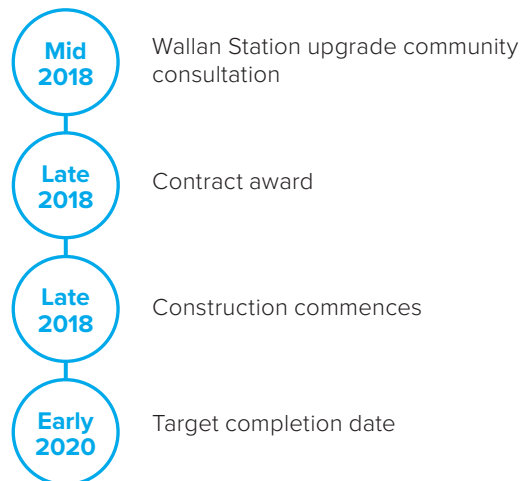 Mid
2018
Wallan Station upgrade community
consultation
Late
2018
Contract award
Late
2018
Construction commences
Early
2020
Target completion date